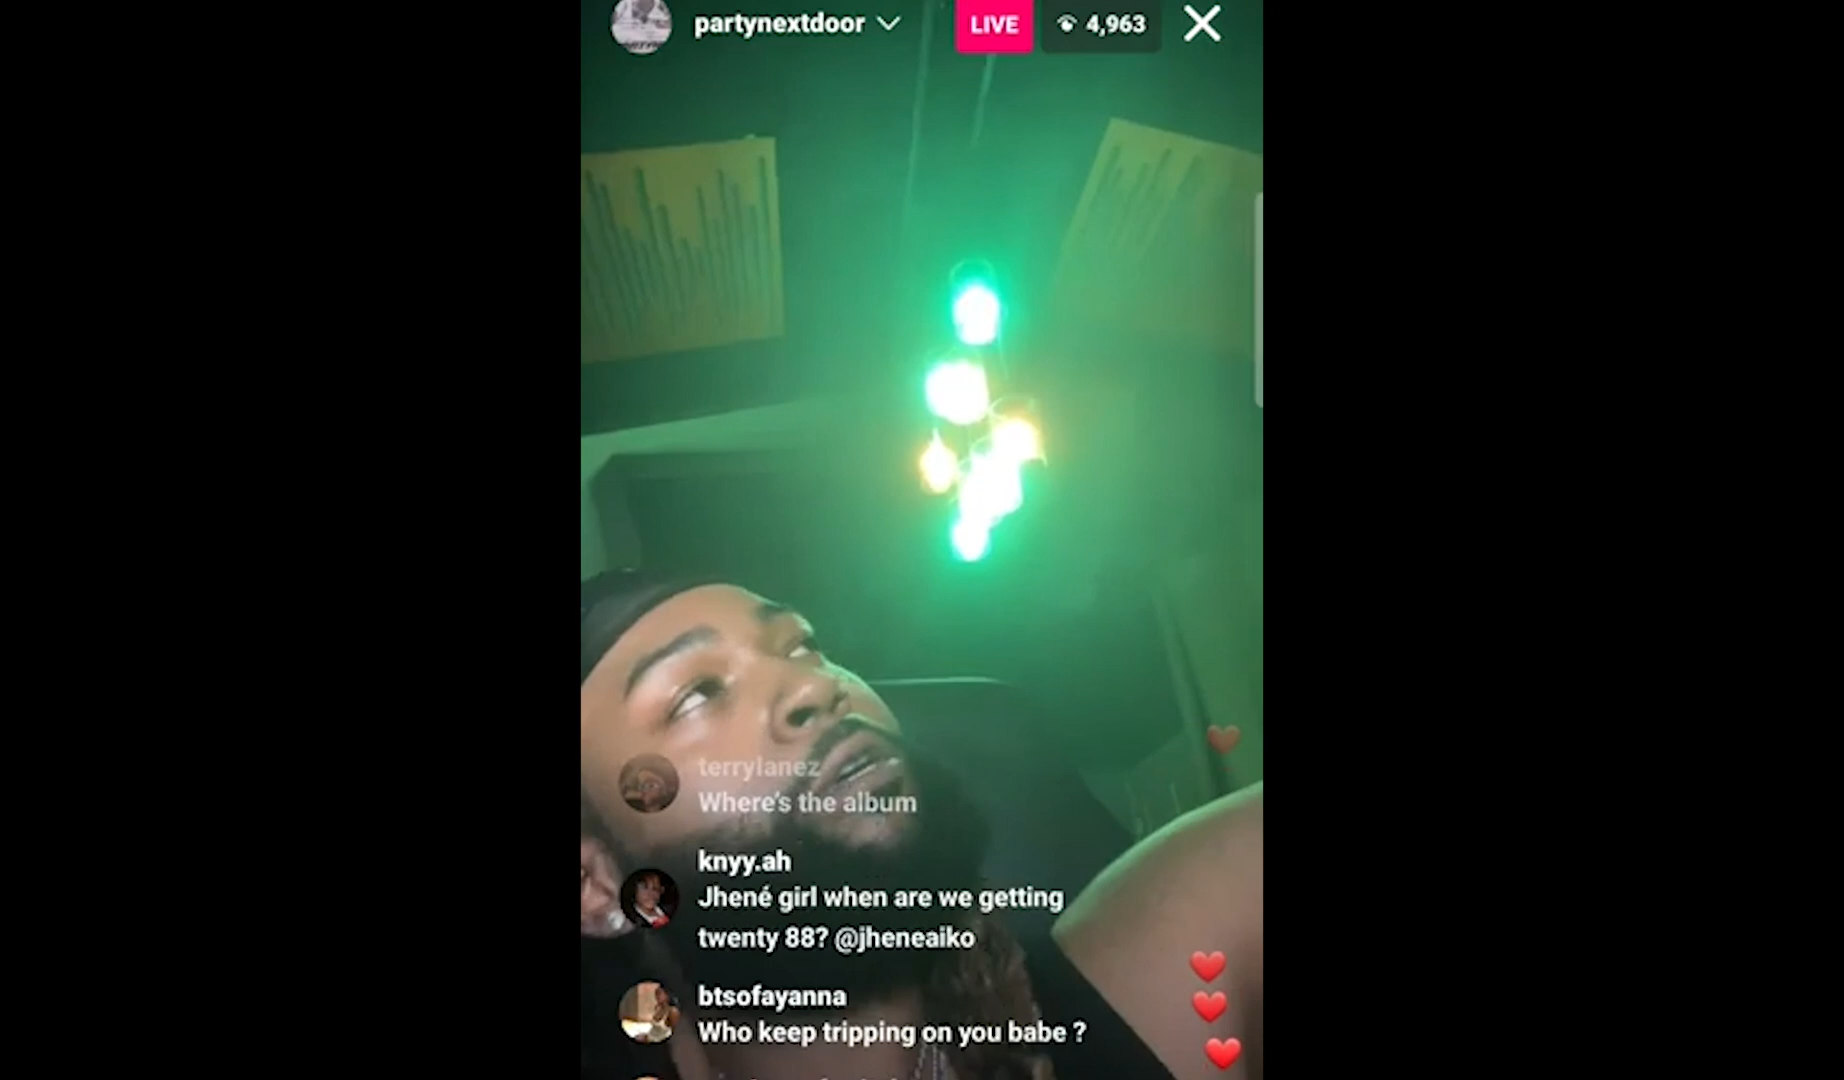 partynextdoor
LIVE
4,963
terrylanez
Where's the album
knyy.ah
Jhené girl when are we getting
twenty 88? @jheneaiko
btsofayanna
Who keep tripping on you babe ?